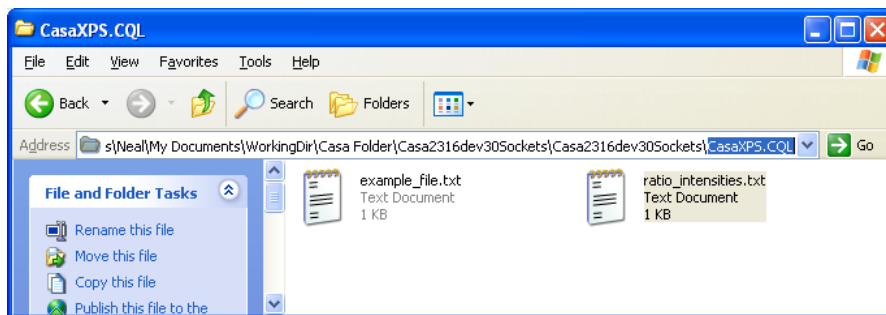 CasaXPS.CQL
File Edit View Favorites Tools Help
Back Search Folders
Address s\Neal\My Documents\WorkingDir\Casa Folder\Casa2316dev30Sockets\Casa2316dev30Sockets\CasaXPS.CQL Go
File and Folder Tasks
Rename this file
Move this file
Copy this file
Publish this file to the
example_file.txt
Text Document
1 KB
ratio_intensities.txt
Text Document
1 KB